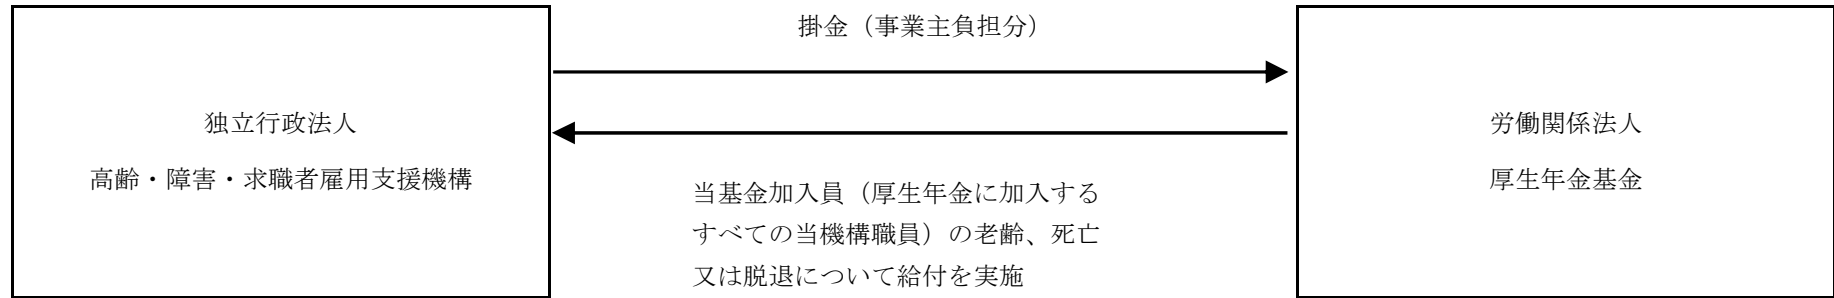 掛金（事業主負担分）
独立行政法人
高齢・障害・求職者雇用支援機構
当基金加入員（厚生年金に加入する
すべての当機構職員）の老齢、死亡
又は脱退について給付を実施
労働関係法人
厚生年金基金